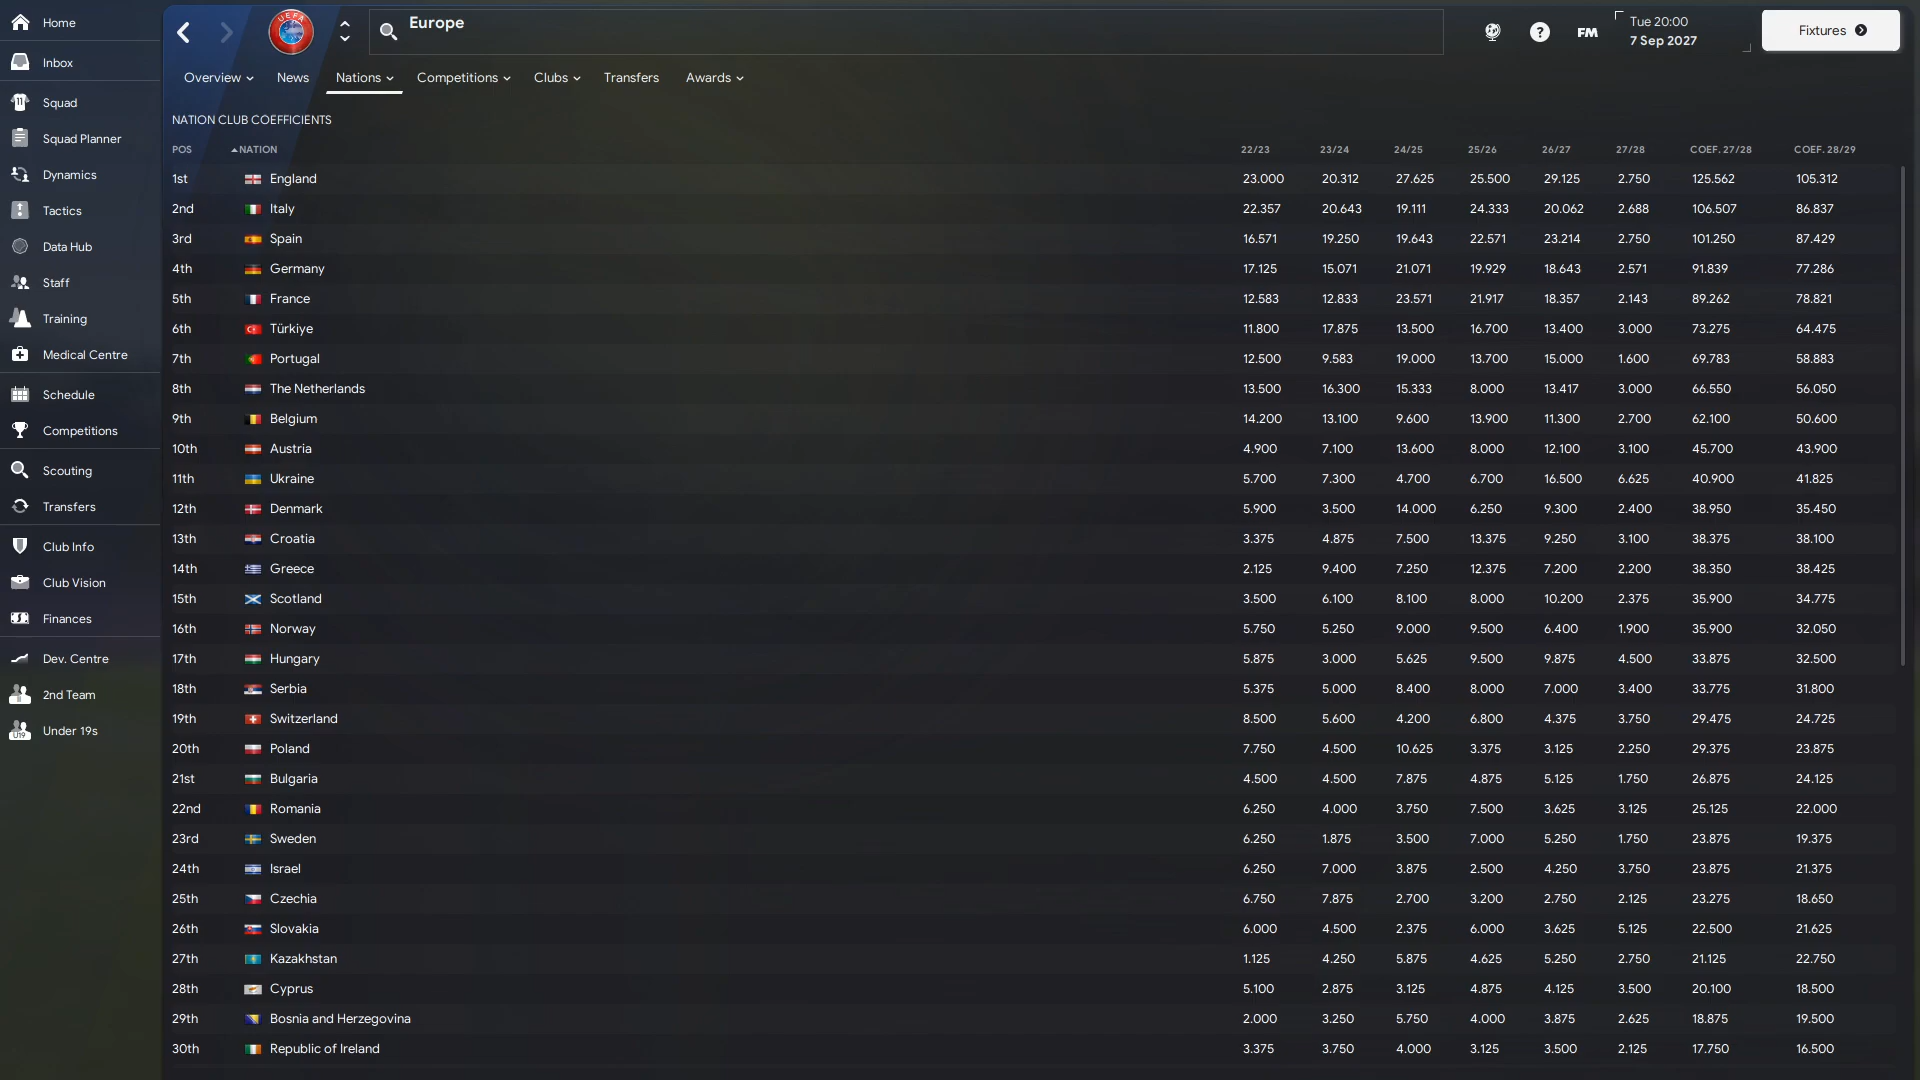 Home
Inbox
Squad
Squad Planner
Dynamics
Tactics
Data Hub
Staff
Training
Medical Centre
Schedule
Competitions
Scouting
Transfers
Club Info
Club Vision
Finances
Dev. Centre
2nd Team
Under 19s
UEFA
Europe
FM
Tue 20:00
7 Sep 2027
Fixtures
Overview News Nations Competitions Clubs Transfers Awards
NATION CLUB COEFFICIENTS
POS NATION 22/23 23/24 24/25 25/26 26/27 27/28 COEF. 27/28 COEF. 28/29
1st England 23.000 20.312 27.625 25.500 29.125 2.750 125.562 105.312
2nd Italy 22.357 20.643 19.111 24.333 20.062 2.688 106.507 86.837
3rd Spain 16.571 19.250 19.643 22.571 23.214 2.750 101.250 87.429
4th Germany 17.125 15.071 21.071 19.929 18.643 2.571 91.839 77.286
5th France 12.583 12.833 23.571 21.917 18.357 2.143 89.262 78.821
6th Türkiye 11.800 17.875 13.500 16.700 13.400 3.000 73.275 64.475
7th Portugal 12.500 9.583 19.000 13.700 15.000 1.600 69.783 58.883
8th The Netherlands 13.500 16.300 15.333 8.000 13.417 3.000 66.550 56.050
9th Belgium 14.200 13.100 9.600 13.900 11.300 2.700 62.100 50.600
10th Austria 4.900 7.100 13.600 8.000 12.100 3.100 45.700 43.900
11th Ukraine 5.700 7.300 4.700 6.700 16.500 6.625 40.900 41.825
12th Denmark 5.900 3.500 14.000 6.250 9.300 2.400 38.950 35.450
13th Croatia 3.375 4.875 7.500 13.375 9.250 3.100 38.375 38.100
14th Greece 2.125 9.400 7.250 12.375 7.200 2.200 38.350 38.425
15th Scotland 3.500 6.100 8.100 8.000 10.200 2.375 35.900 34.775
16th Norway 5.750 5.250 9.000 9.500 6.400 1.900 35.900 32.050
17th Hungary 5.875 3.000 5.625 9.500 9.875 4.500 33.875 32.500
18th Serbia 5.375 5.000 8.400 8.000 7.000 3.400 33.775 31.800
19th Switzerland 8.500 5.600 4.200 6.800 4.375 3.750 29.475 24.725
20th Poland 7.750 4.500 10.625 3.375 3.125 2.250 29.375 23.875
21st Bulgaria 4.500 4.500 7.875 4.875 5.125 1.750 26.875 24.125
22nd Romania 6.250 4.000 3.750 7.500 3.625 3.125 25.125 22.000
23rd Sweden 6.250 1.875 3.500 7.000 5.250 1.750 23.875 19.375
24th Israel 6.250 7.000 3.875 2.500 4.250 3.750 23.875 21.375
25th Czechia 6.750 7.875 2.700 3.200 2.750 2.125 23.275 18.650
26th Slovakia 6.000 4.500 2.375 6.000 3.625 5.125 22.500 21.625
27th Kazakhstan 1.125 4.250 5.875 4.625 5.250 2.750 21.125 22.750
28th Cyprus 5.100 2.875 3.125 4.875 4.125 3.500 20.100 18.500
29th Bosnia and Herzegovina 2.000 3.250 5.750 4.000 3.875 2.625 18.875 19.500
30th Republic of Ireland 3.375 3.750 4.000 3.125 3.500 2.125 17.750 16.500